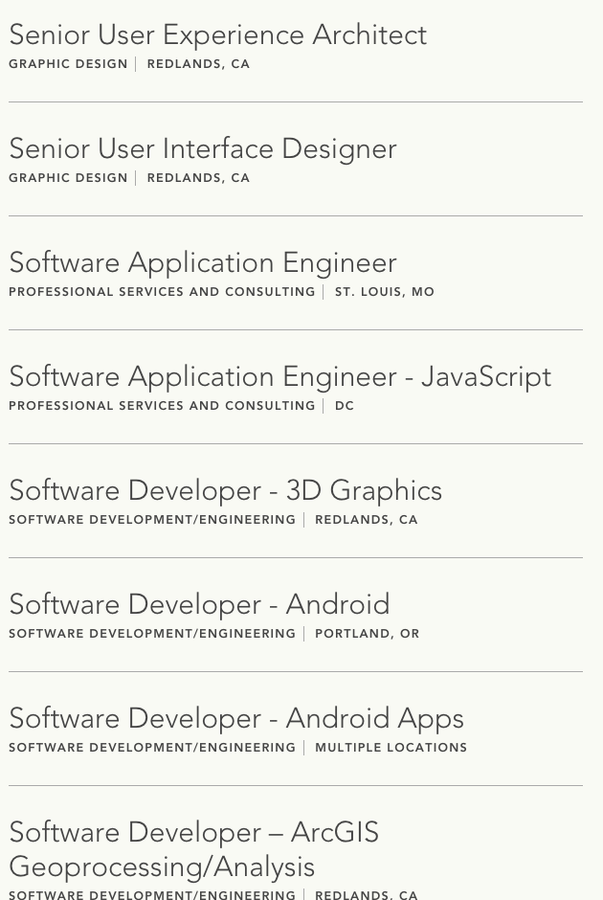 Senior User Experience Architect
GRAPHIC DESIGN | REDLANDS, CA
Senior User Interface Designer
GRAPHIC DESIGN | REDLANDS, CA
Software Application Engineer
PROFESSIONAL SERVICES AND CONSULTING | ST. LOUIS, MO
Software Application Engineer - JavaScript
PROFESSIONAL SERVICES AND CONSULTING | DC
Software Developer - 3D Graphics
SOFTWARE DEVELOPMENT/ENGINEERING | REDLANDS, CA
Software Developer - Android
SOFTWARE DEVELOPMENT/ENGINEERING | PORTLAND, OR
Software Developer - Android Apps
SOFTWARE DEVELOPMENT/ENGINEERING | MULTIPLE LOCATIONS
Software Developer – ArcGIS
Geoprocessing/Analysis
SOFTWARE DEVELOPMENT/ENGINEERING | REDLANDS, CA